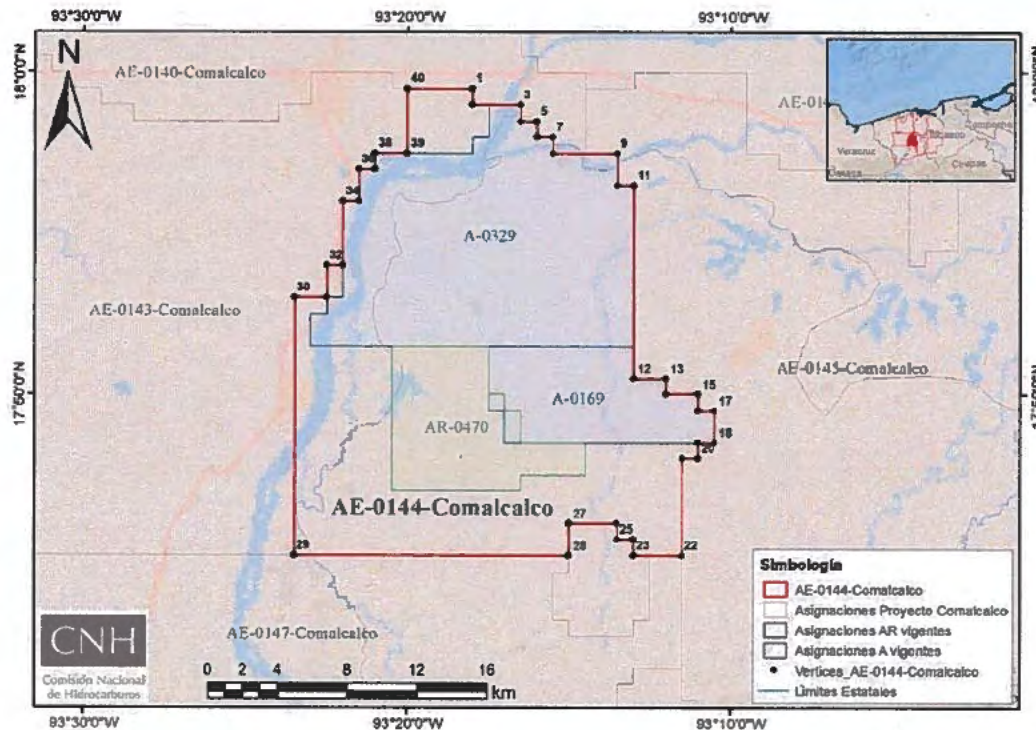 93°30'0"W
93°20'0"W
93°10'0"W
N
18°0'0"N
AE-0140-Comalcalco
40
1
3
5
7
9
11
38
39
36
34
32
30
A-0329
AE-014
Veracruz
Tabasco
Campeche
Oaxaca
Chiapas
AE-0143-Comalcalco
17°50'0"N
12
13
15
17
18
20
A-0169
AE-0145-Comalcalco
AR-0470
AE-0144-Comalcalco
27
25
29
28
23
22
CNH
Comisión Nacional
de Hidrocarburos
AE-0147-Comalcalco
0 2 4 8 12 16
km
Simbología
AE-0144-Comalcalco
Asignaciones Proyecto Comalcalco
Asignaciones AR vigentes
Asignaciones A vigentes
Vertices_AE-0144-Comalcalco
Límites Estatales
93°30'0"W
93°20'0"W
93°10'0"W